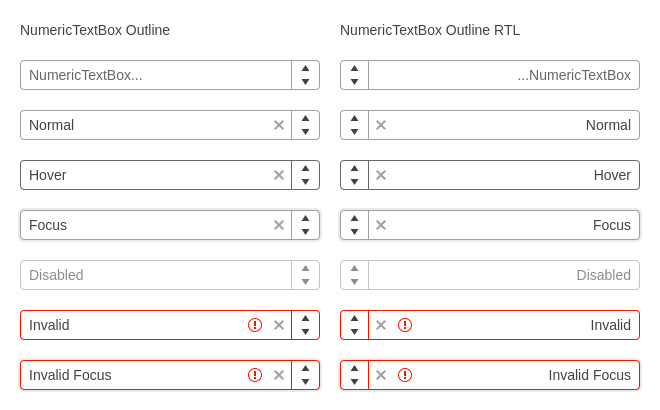 NumericTextBox Outline
NumericTextBox Outline RTL
NumericTextBox...
...NumericTextBox
Normal
Normal
Hover
Hover
Focus
Focus
Disabled
Disabled
Invalid
Invalid
Invalid Focus
Invalid Focus